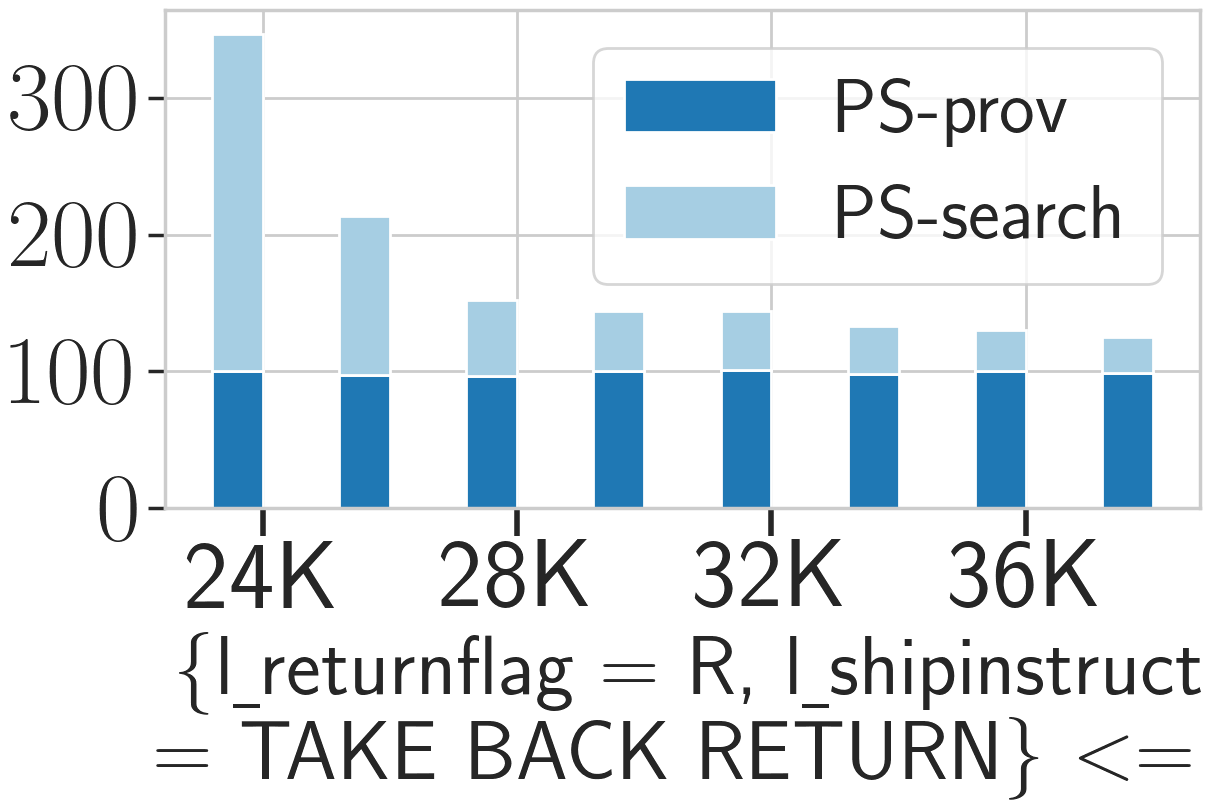 300
200
100
0
PS-prov
PS-search
24K 28K 32K 36K
{l_returnflag = R, l_shipinstruct
= TAKE BACK RETURN} <=